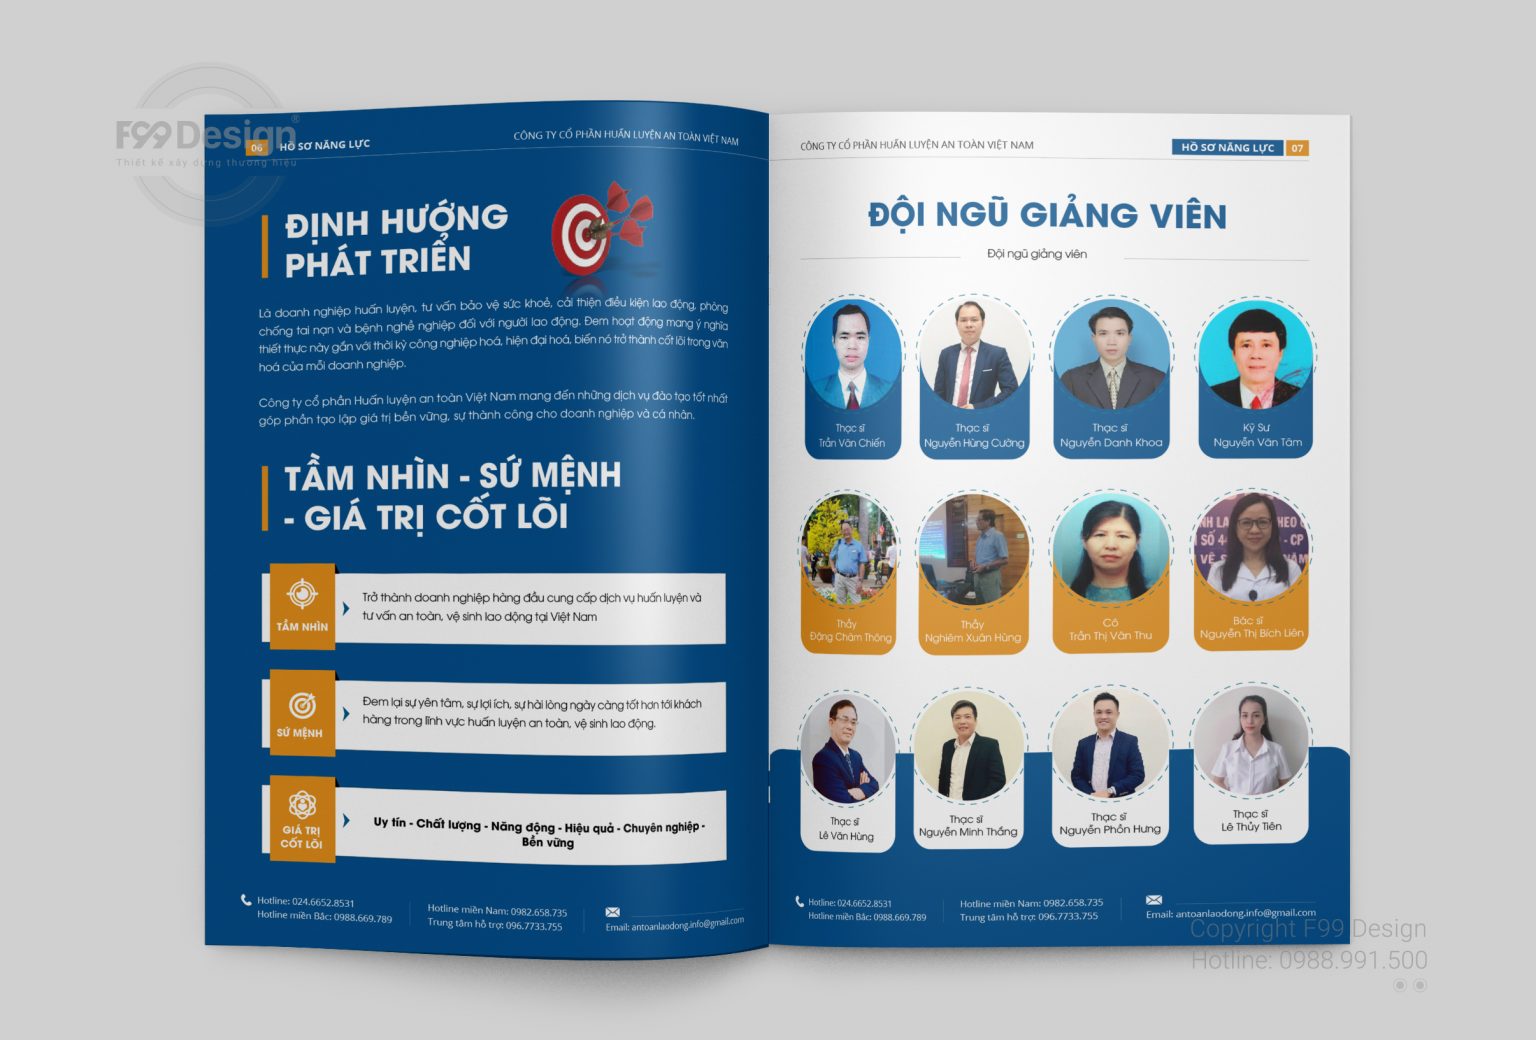 F99 Design®
Thiết kế xây dựng thương hiệu
06 HỒ SƠ NĂNG LỰC
CÔNG TY CỔ PHẦN HUẤN LUYỆN AN TOÀN VIỆT NAM
ĐỊNH HƯỚNG
PHÁT TRIỂN
Là doanh nghiệp huấn luyện, tư vấn bảo vệ sức khoẻ, cải thiện điều kiện lao động, phòng
chống tai nạn và bệnh nghề nghiệp đối với người lao động. Đem hoạt động mang ý nghĩa
thiết thực này gắn với thời kỳ công nghiệp hoá, hiện đại hoá, biến nó trở thành cốt lõi trong văn
hoá của mỗi doanh nghiệp.
Công ty cổ phần Huấn luyện an toàn Việt Nam mang đến những dịch vụ đào tạo tốt nhất
góp phần tạo lập giá trị bền vững, sự thành công cho doanh nghiệp và cá nhân.
TẦM NHÌN - SỨ MỆNH
- GIÁ TRỊ CỐT LÕI
TẦM NHÌN
Trở thành doanh nghiệp hàng đầu cung cấp dịch vụ huấn luyện và
tư vấn an toàn, vệ sinh lao động tại Việt Nam
SỨ MỆNH
Đem lại sự yên tâm, sự lợi ích, sự hài lòng ngày càng tốt hơn tới khách
hàng trong lĩnh vực huấn luyện an toàn, vệ sinh lao động.
GIÁ TRỊ
CỐT LÕI
Uy tín - Chất lượng - Năng động - Hiệu quả - Chuyên nghiệp -
Bền vững
Hotline: 024.6652.8531
Hotline miền Bắc: 0988.669.789
Hotline miền Nam: 0982.658.735
Trung tâm hỗ trợ: 096.7733.755
Email: antoanlaodong.info@gmail.com
CÔNG TY CỔ PHẦN HUẤN LUYỆN AN TOÀN VIỆT NAM
HỒ SƠ NĂNG LỰC 07
ĐỘI NGŨ GIẢNG VIÊN
Đội ngũ giảng viên
Thạc sĩ
Trần Văn Chiến
Thạc sĩ
Nguyễn Hùng Cường
Thạc sĩ
Nguyễn Danh Khoa
Kỹ Sư
Nguyễn Văn Tâm
Thầy
Đặng Châm Thông
Thầy
Nghiêm Xuân Hùng
Cô
Trần Thị Vân Thu
Bác sĩ
Nguyễn Thị Bích Liên
Thạc sĩ
Lê Văn Hùng
Thạc sĩ
Nguyễn Minh Thắng
Thạc sĩ
Nguyễn Phồn Hưng
Thạc sĩ
Lê Thủy Tiên
Hotline: 024.6652.8531
Hotline miền Bắc: 0988.669.789
Hotline miền Nam: 0982.658.735
Trung tâm hỗ trợ: 096.7733.755
Email: antoanlaodong.info@gmail.com
Copyright F99 Design
Hotline: 0988.991.500